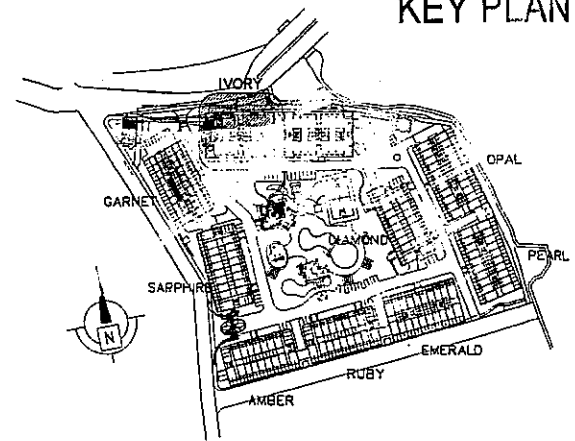 KEY PLAN
IVORY
OPAL
GARNET
DIAMOND
PEARL
SAPPHIRE
N
EMERALD
RUBY
AMBER